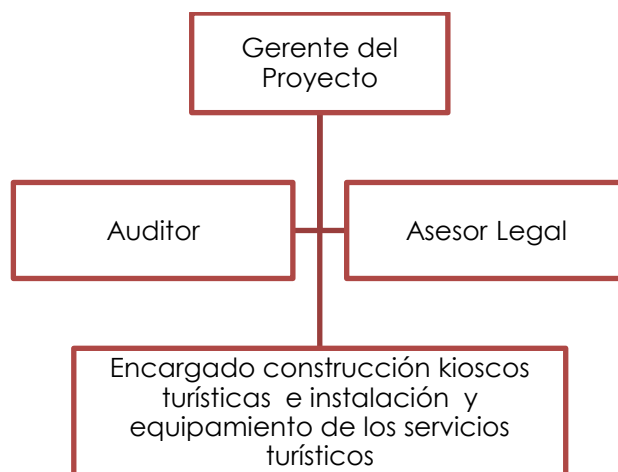 Gerente del
Proyecto
Auditor
Asesor Legal
Encargado construcción kioscos
turísticas e instalación y
equipamiento de los servicios
turísticos